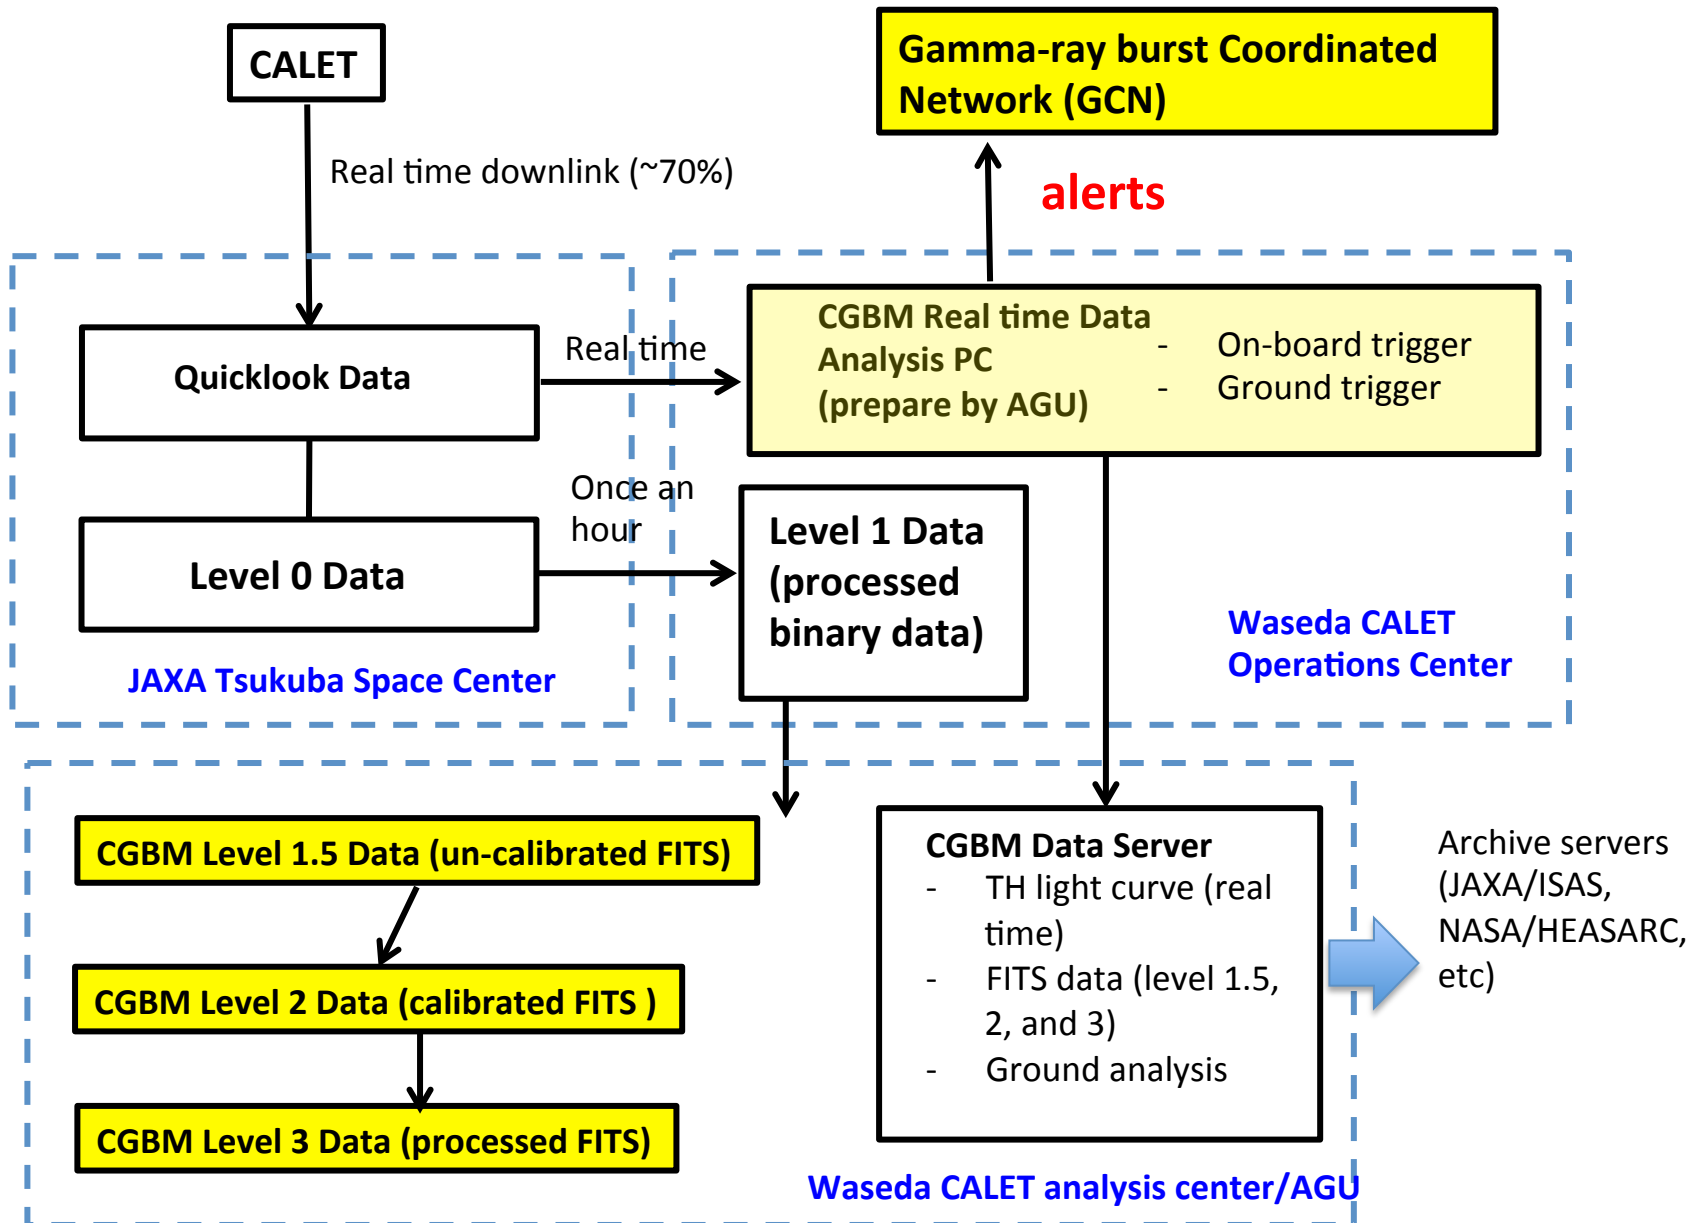 CALET
Gamma-ray burst Coordinated
Network (GCN)
Real time downlink (~70%)
alerts
Quicklook Data
Real time
CGBM Real time Data
Analysis PC
(prepare by AGU)
- On-board trigger
- Ground trigger
Once an
hour
Level 0 Data
Level 1 Data
(processed
binary data)
JAXA Tsukuba Space Center
Waseda CALET
Operations Center
CGBM Level 1.5 Data (un-calibrated FITS)
CGBM Level 2 Data (calibrated FITS )
CGBM Level 3 Data (processed FITS)
CGBM Data Server
- TH light curve (real
time)
- FITS data (level 1.5,
2, and 3)
- Ground analysis
Archive servers
(JAXA/ISAS,
NASA/HEASARC,
etc)
Waseda CALET analysis center/AGU